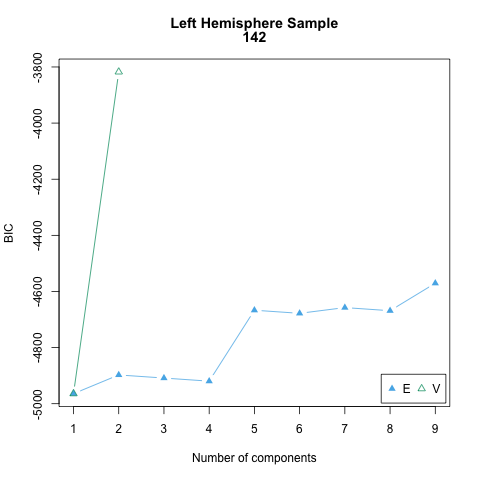 Left Hemisphere Sample
142
BIC
-3800
-4000
-4200
-4400
-4600
-4800
-5000
1 2 3 4 5 6 7 8 9
E V
Number of components